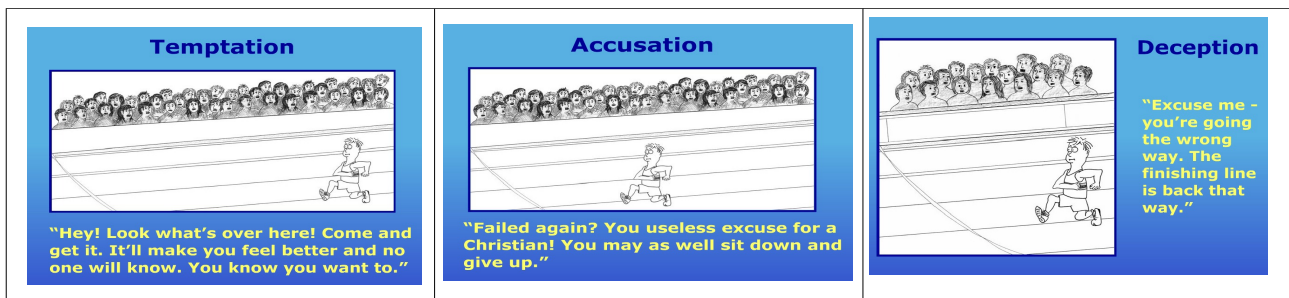 Temptation
“Hey! Look what’s over here! Come and
get it. It’ll make you feel better and no
one will know. You know you want to.”
Accusation
“Failed again? You useless excuse for a
Christian! You may as well sit down and
give up.”
Deception
“Excuse me -
you’re going
the wrong
way. The
finishing line
is back that
way.”